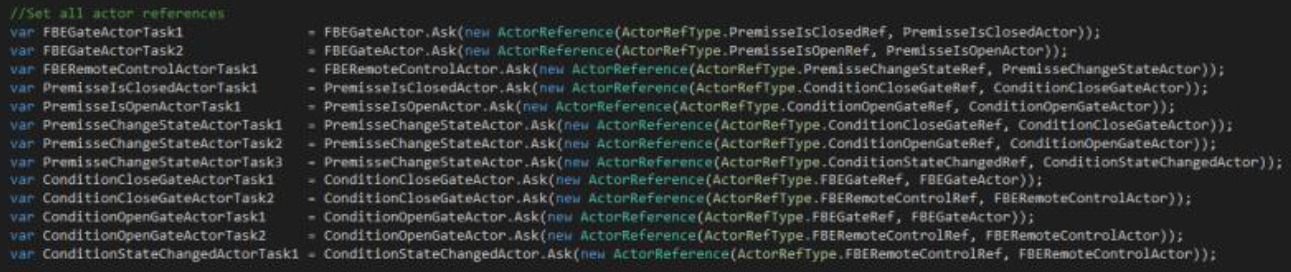 //Set all actor references
var FBEGateActorTask1 = FBEGateActor.Ask(new ActorReference(ActorRefType.PremisseIsClosedRef, PremisseIsClosedActor));
var FBEGateActorTask2 = FBEGateActor.Ask(new ActorReference(ActorRefType.PremisseIsOpenRef, PremisseIsOpenActor));
var FBERemoteControlActorTask1 = FBERemoteControlActor.Ask(new ActorReference(ActorRefType.PremisseChangeStateRef, PremisseChangeStateActor));
var PremisseIsClosedActorTask1 = PremisseIsClosedActor.Ask(new ActorReference(ActorRefType.ConditionCloseGateRef, ConditionCloseGateActor));
var PremisseIsOpenActorTask1 = PremisseIsOpenActor.Ask(new ActorReference(ActorRefType.ConditionOpenGateRef, ConditionOpenGateActor));
var PremisseChangeStateActorTask1 = PremisseChangeStateActor.Ask(new ActorReference(ActorRefType.ConditionCloseGateRef, ConditionCloseGateActor));
var PremisseChangeStateActorTask2 = PremisseChangeStateActor.Ask(new ActorReference(ActorRefType.ConditionOpenGateRef, ConditionOpenGateActor));
var PremisseChangeStateActorTask3 = PremisseChangeStateActor.Ask(new ActorReference(ActorRefType.ConditionStateChangedRef, ConditionStateChangedActor));
var ConditionCloseGateActorTask1 = ConditionCloseGateActor.Ask(new ActorReference(ActorRefType.FBEGateRef, FBEGateActor));
var ConditionCloseGateActorTask2 = ConditionCloseGateActor.Ask(new ActorReference(ActorRefType.FBERemoteControlRef, FBERemoteControlActor));
var ConditionOpenGateActorTask1 = ConditionOpenGateActor.Ask(new ActorReference(ActorRefType.FBEGateRef, FBEGateActor));
var ConditionOpenGateActorTask2 = ConditionOpenGateActor.Ask(new ActorReference(ActorRefType.FBERemoteControlRef, FBERemoteControlActor));
var ConditionStateChangedActorTask1 = ConditionStateChangedActor.Ask(new ActorReference(ActorRefType.FBERemoteControlRef, FBERemoteControlActor));